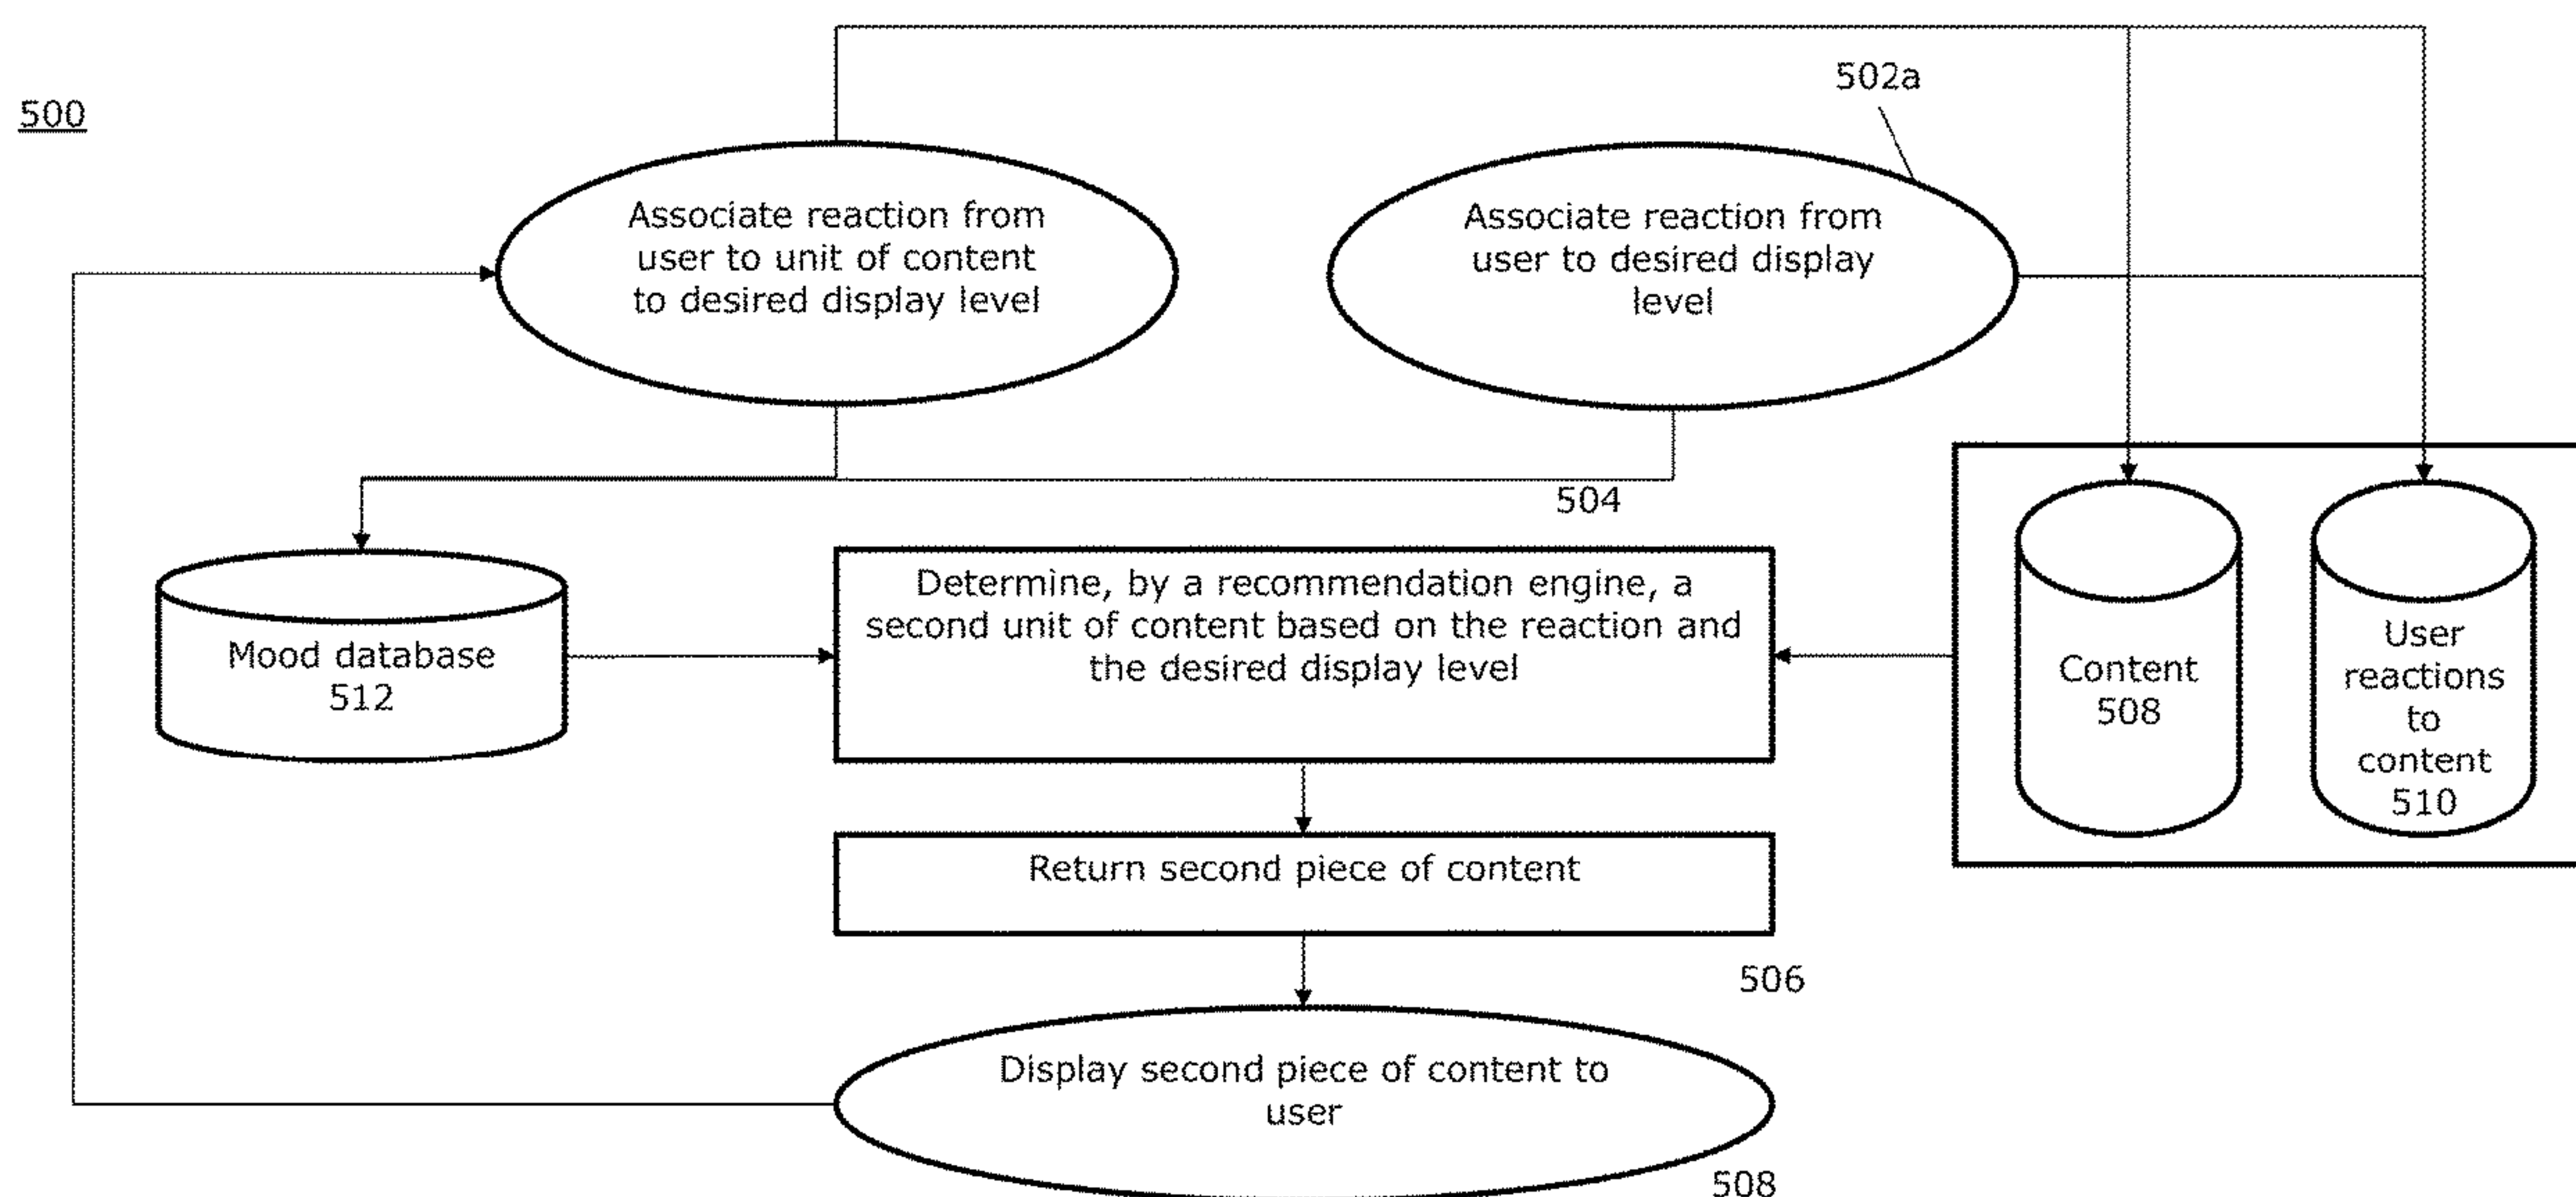 500
502a
Associate reaction from
user to unit of content
to desired display level
Associate reaction from
user to desired display
level
504
Mood database
512
Determine, by a recommendation engine, a
second unit of content based on the reaction and
the desired display level
Content
508
User
reactions
to
content
510
Return second piece of content
506
Display second piece of content to
user
508